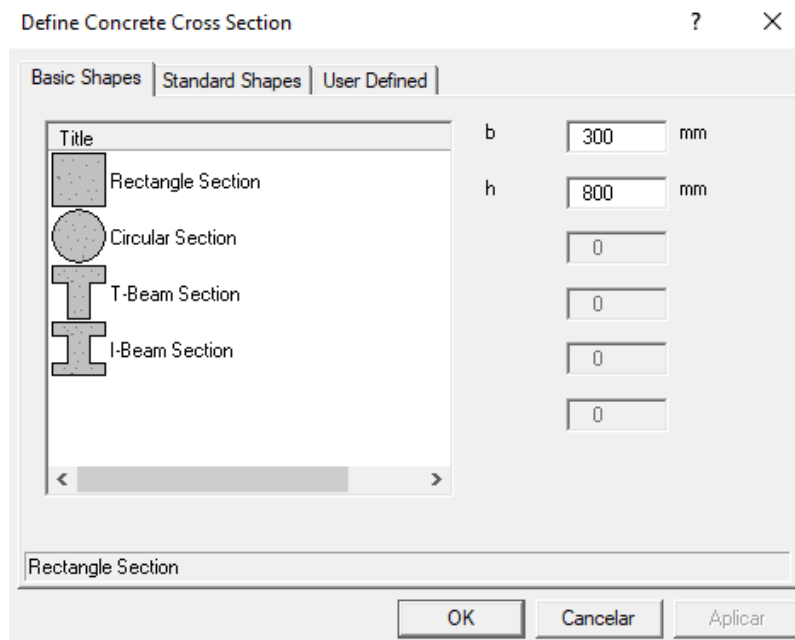 Define Concrete Cross Section ? ×
Basic Shapes Standard Shapes User Defined
Title
Rectangle Section
Circular Section
T-Beam Section
I-Beam Section
b 300 mm
h 800 mm
0
0
0
0
Rectangle Section
OK Cancelar Aplicar